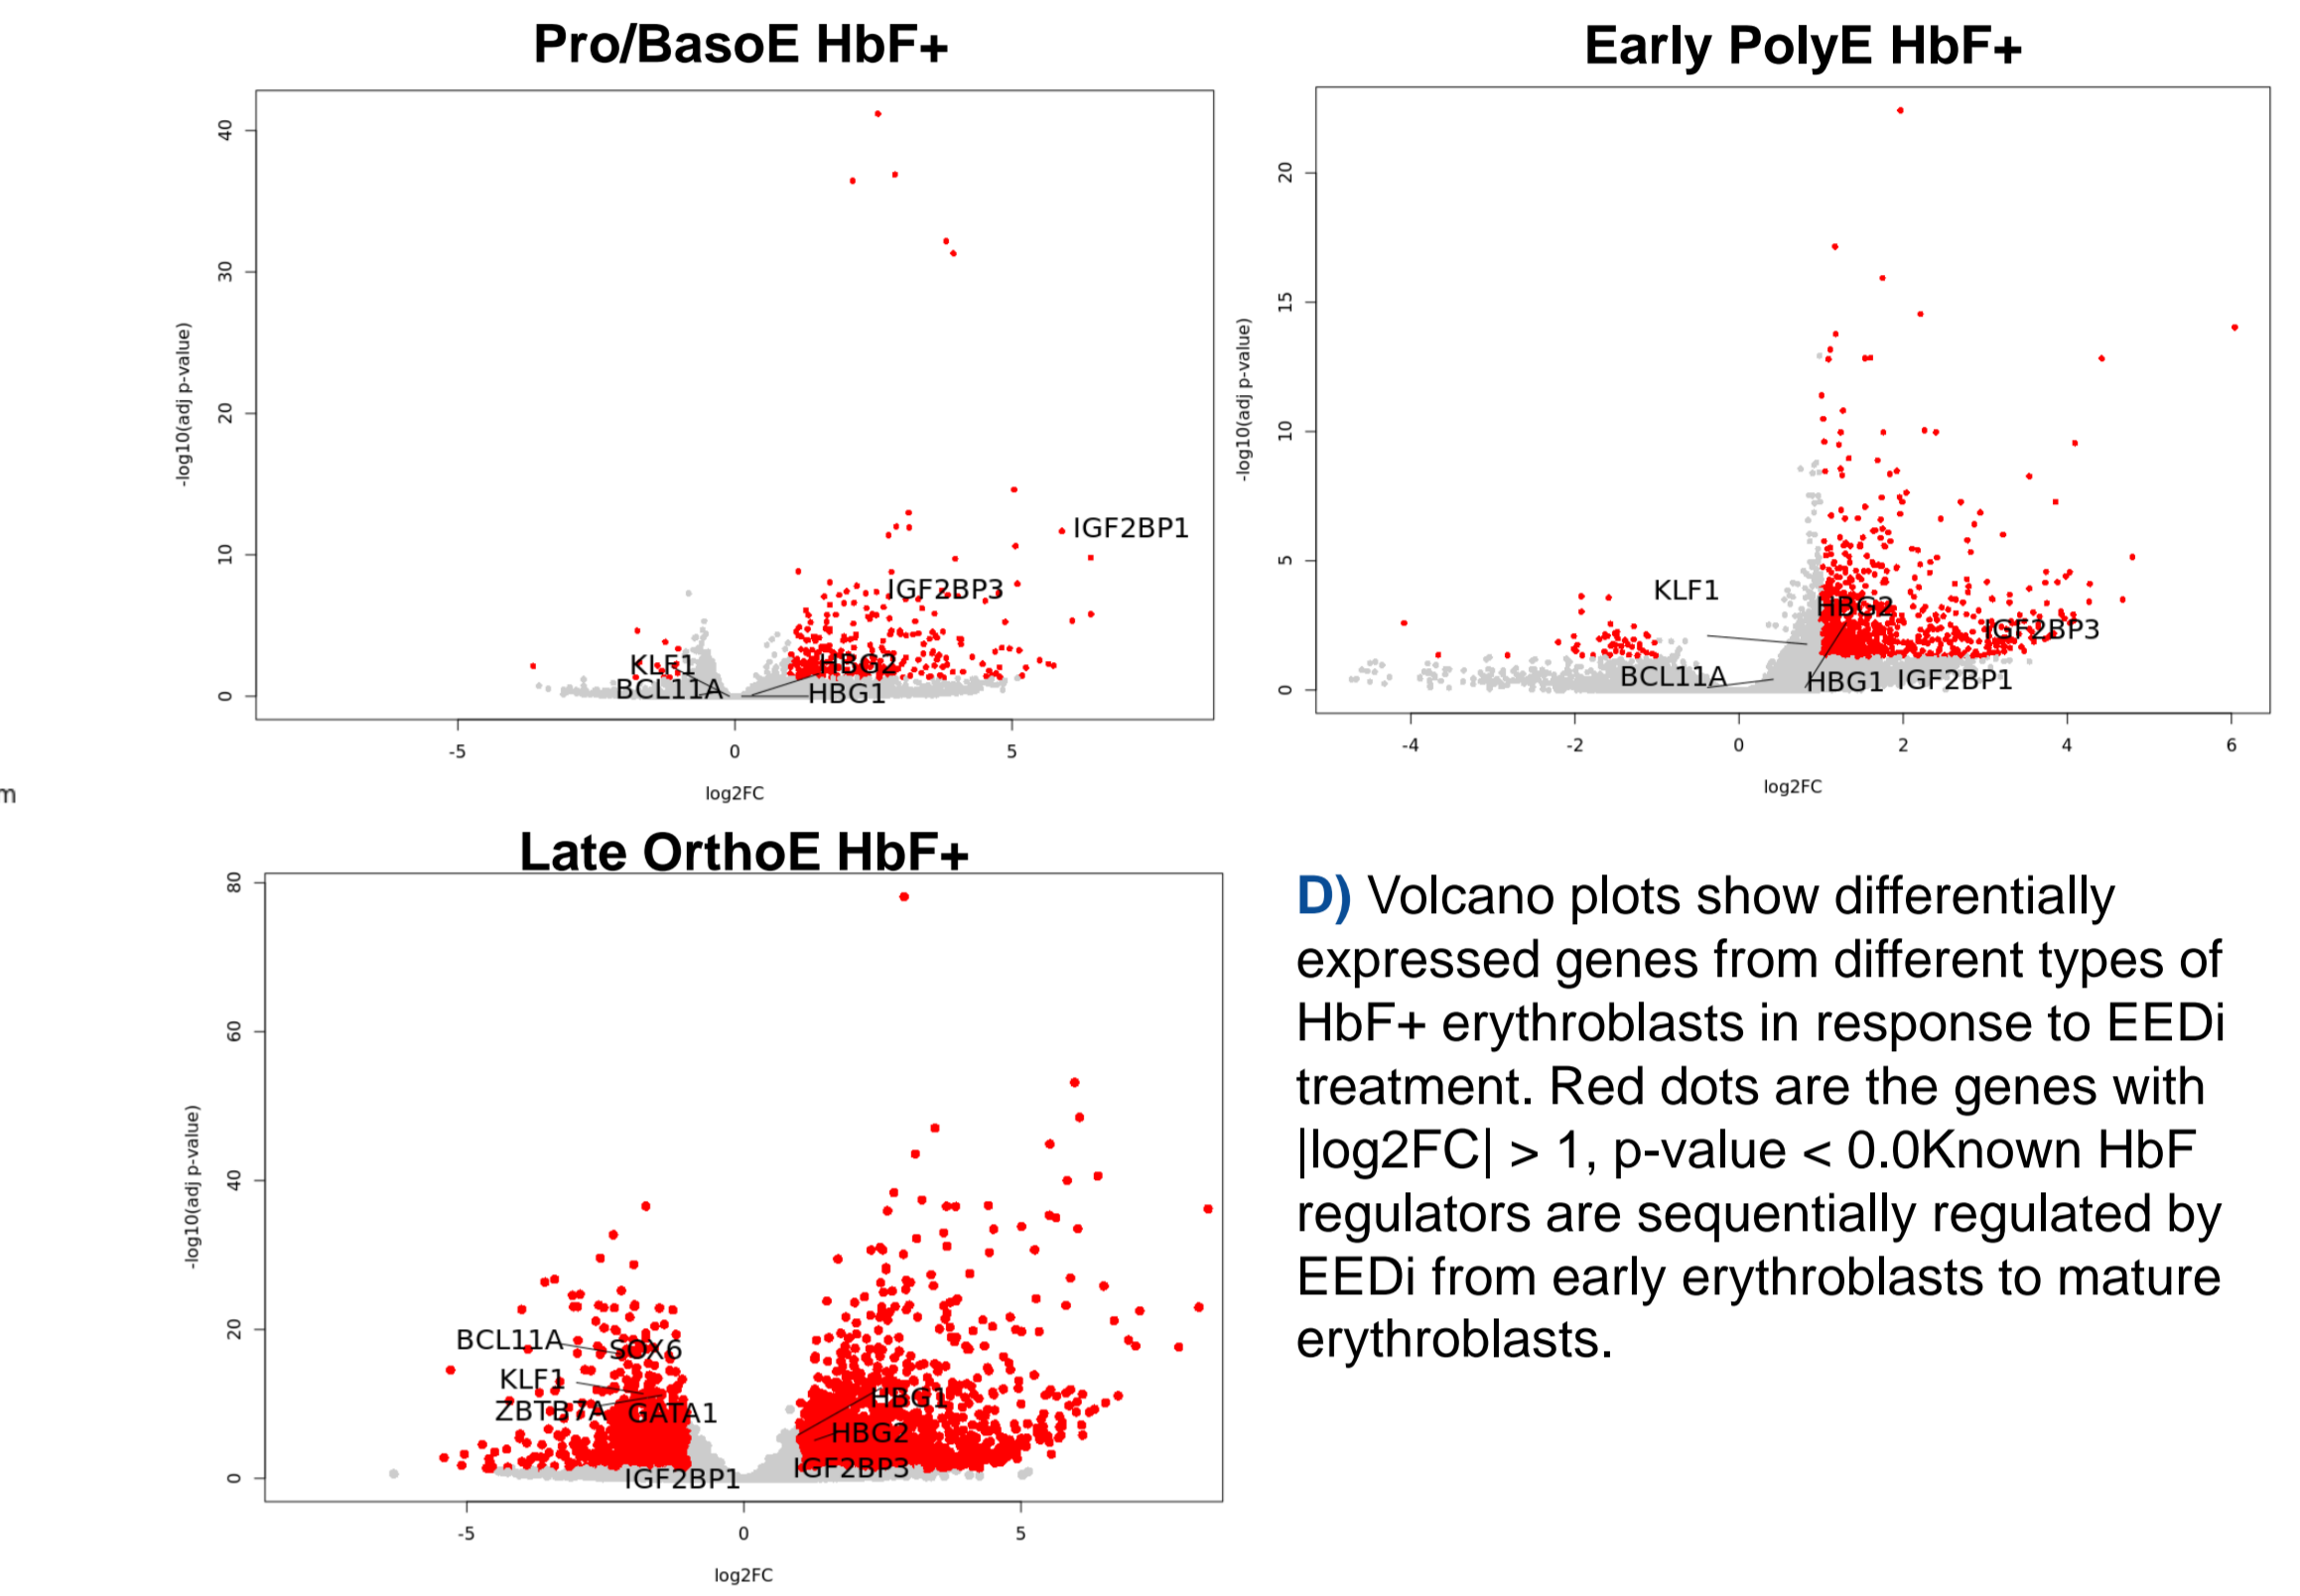 Pro/BasoE HbF+
40
30
20
10
0
-log10(adj p-value)
IGF2BP1
IGF2BP3
KLF1
HBG2
BCL11A
HBG1
-5
0
5
log2FC
Early PolyE HbF+
20
15
10
5
0
-log10(adj p-value)
KLF1
HBG2
IGF2BP3
BCL11A
HBG1
IGF2BP1
-4
-2
0
2
4
6
log2FC
m
Late OrthoE HbF+
80
60
40
20
0
-log10(adj p-value)
BCL11A
SOX6
KLF1
ZBTB7A
GATA1
HBG1
HBG2
IGF2BP3
IGF2BP1
-5
0
5
log2FC
D) Volcano plots show differentially
expressed genes from different types of
HbF+ erythroblasts in response to EEDi
treatment. Red dots are the genes with
|log2FC| > 1, p-value < 0.0Known HbF
regulators are sequentially regulated by
EEDi from early erythroblasts to mature
erythroblasts.